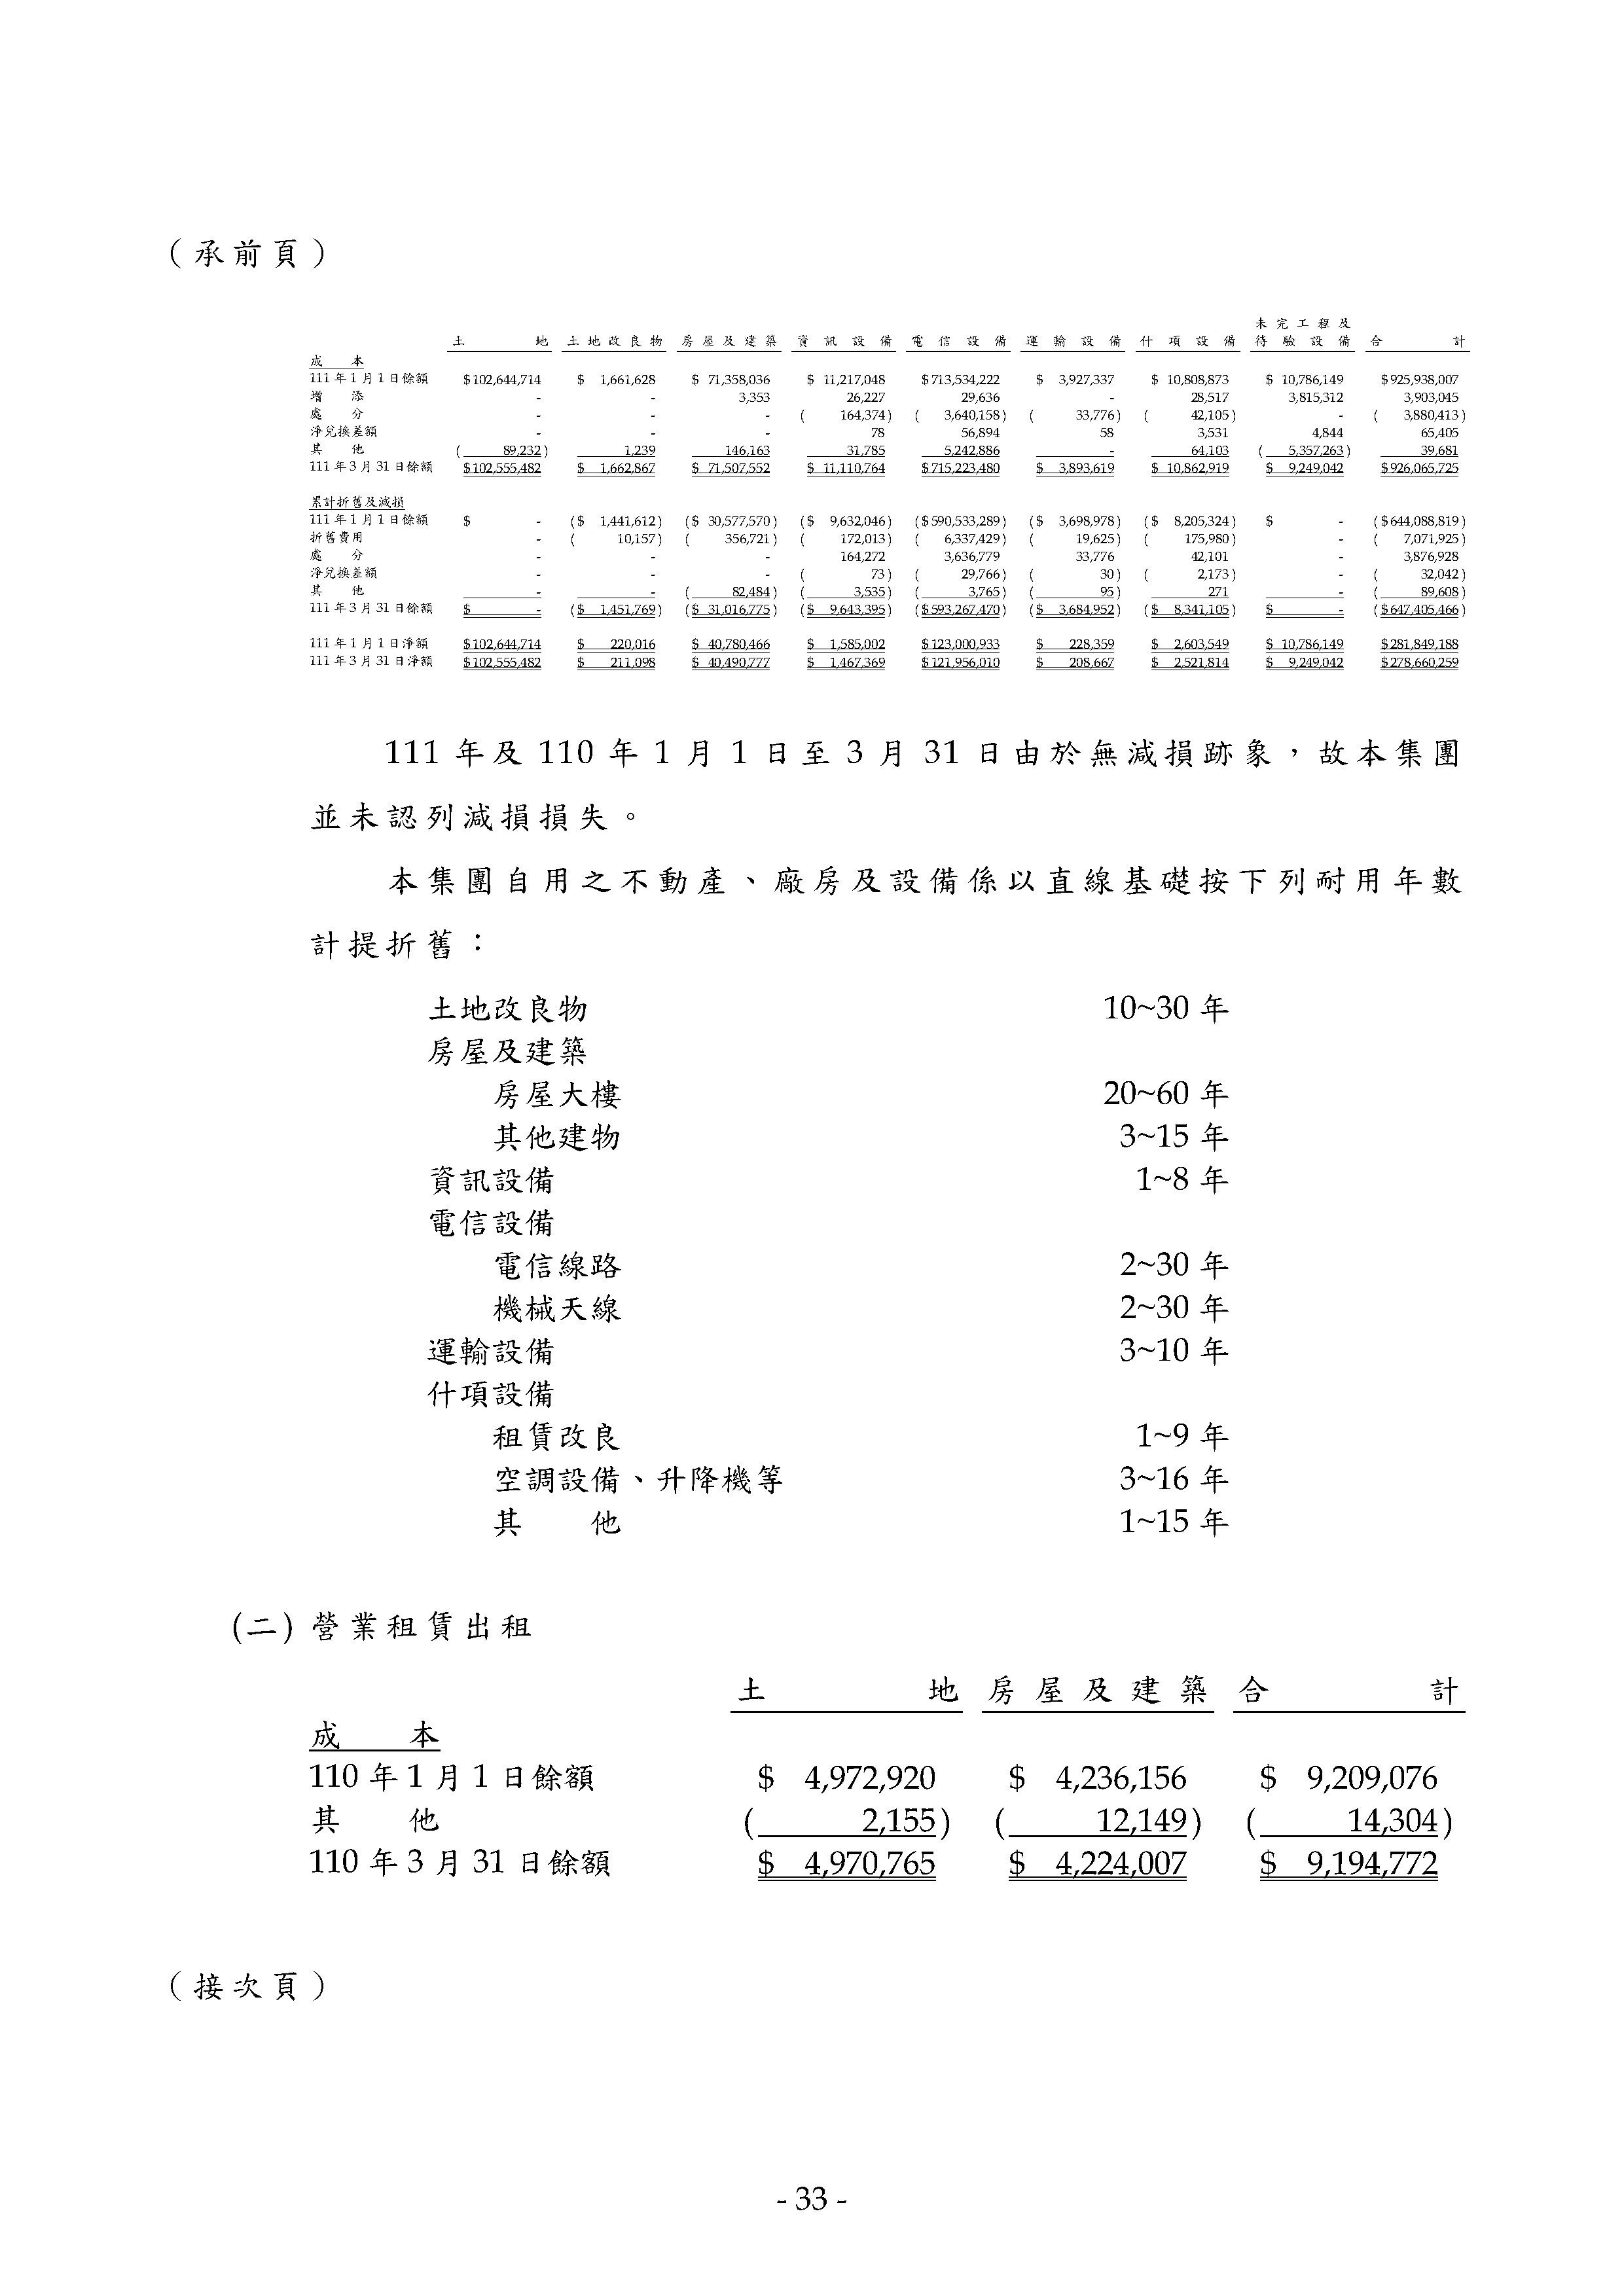 （承前頁）
未完工程及
土地 土地改良物 房屋及建築 資訊設備 電信設備 運輸設備 什項設備 待驗設備 合計
成本
111年1月1日餘額 $102,644,714 $ 1,661,628 $ 71,358,036 $ 11,217,048 $713,534,222 $ 3,927,337 $ 10,808,873 $ 10,786,149 $925,938,007
增添 - - 3,353 26,227 29,636 - 28,517 3,815,312 3,903,045
處分 - - - ( 164,374) ( 3,640,158) ( 33,776) ( 42,105) - ( 3,880,413)
淨兌換差額 - - - 78 56,894 58 3,531 4,844 65,405
其他 ( 89,232) 1,239 146,163 31,785 5,242,886 - 64,103 ( 5,357,263) 39,681
111年3月31日餘額 $102,555,482 $ 1,662,867 $ 71,507,552 $ 11,110,764 $715,223,480 $ 3,893,619 $ 10,862,919 $ 9,249,042 $926,065,725
累計折舊及減損
111年1月1日餘額 $ - ($ 1,441,612) ($ 30,577,570) ($ 9,632,046) ($590,533,289) ($ 3,698,978) ($ 8,205,324) $ - ($644,088,819)
折舊費用 - ( 10,157) ( 356,721) ( 172,013) ( 6,337,429) ( 19,625) ( 175,980) - ( 7,071,925)
處分 - - - 164,272 3,636,779 33,776 42,101 - 3,876,928
淨兌換差額 - - - ( 73) ( 29,766) ( 30) ( 2,173) - ( 32,042)
其他 - - ( 82,484) ( 3,535) ( 3,765) ( 95) 271 - ( 89,608)
111年3月31日餘額 $ - ($ 1,451,769) ($ 31,016,775) ($ 9,643,395) ($593,267,470) ($ 3,684,952) ($ 8,341,105) $ - ($647,405,466)
111年1月1日淨額 $102,644,714 $ 220,016 $ 40,780,466 $ 1,585,002 $123,000,933 $ 228,359 $ 2,603,549 $ 10,786,149 $281,849,188
111年3月31日淨額 $102,555,482 $ 211,098 $ 40,490,777 $ 1,467,369 $121,956,010 $ 208,667 $ 2,521,814 $ 9,249,042 $278,660,259
111 年及 110 年 1 月 1 日至 3 月 31 日由於無減損跡象，故本集團
並未認列減損損失。
本集團自用之不動產、廠房及設備係以直線基礎按下列耐用年數
計提折舊：
土地改良物 10~30 年
房屋及建築
房屋大樓 20~60 年
其他建物 3~15 年
資訊設備 1~8 年
電信設備
電信線路 2~30 年
機械天線 2~30 年
運輸設備 3~10 年
什項設備
租賃改良 1~9 年
空調設備、升降機等 3~16 年
其他 1~15 年
(二) 營業租賃出租
土地 房屋及建築 合計
成本
110 年 1 月 1 日餘額 $ 4,972,920 $ 4,236,156 $ 9,209,076
其他 ( 2,155) ( 12,149) ( 14,304)
110 年 3 月 31 日餘額 $ 4,970,765 $ 4,224,007 $ 9,194,772
（接次頁）
- 33 -